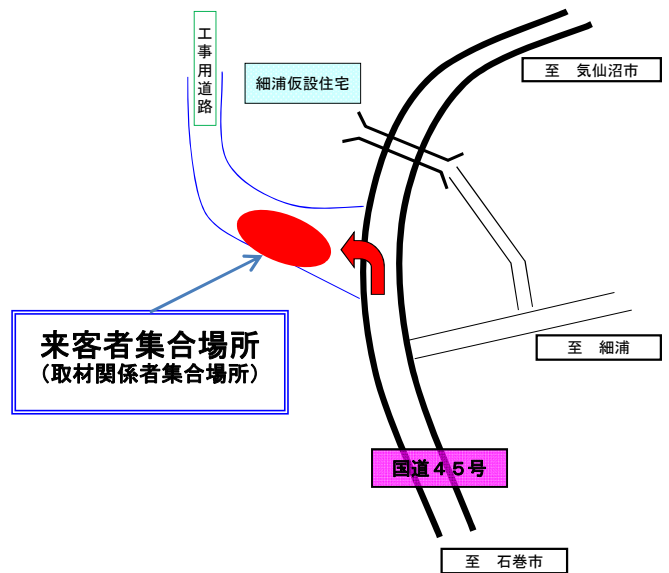 工事用道路
細浦仮設住宅
至　気仙沼市
来客者集合場所
（取材関係者集合場所）
至　細浦
国道４５号
至　石巻市